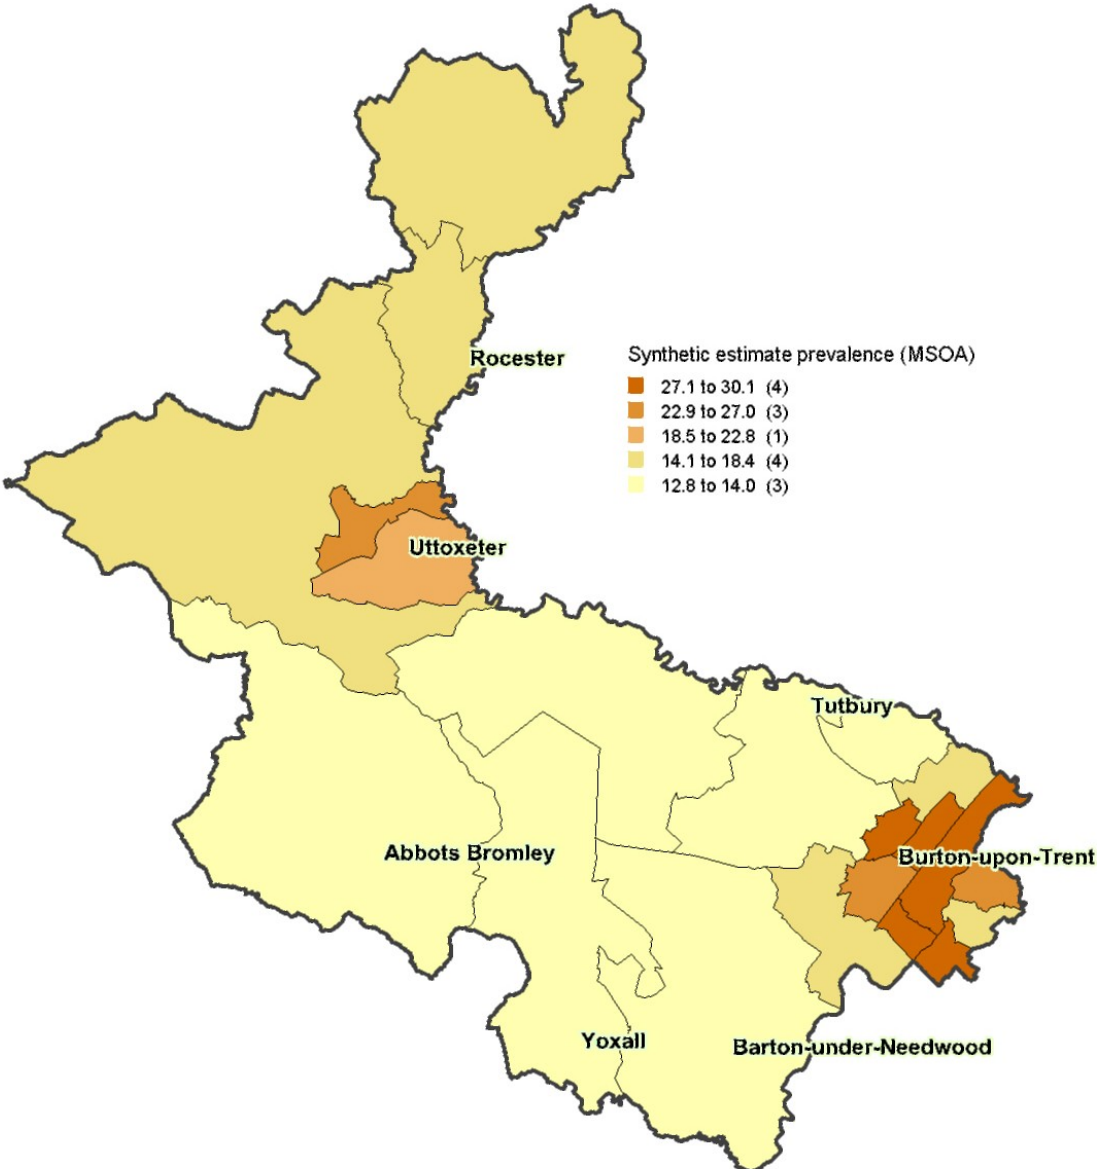 Rocester
Synthetic estimate prevalence (MSOA)
27.1 to 30.1 (4)
22.9 to 27.0 (3)
18.5 to 22.8 (1)
14.1 to 18.4 (4)
12.8 to 14.0 (3)
Uttoxeter
Tutbury
Abbots Bromley
Burton-upon-Trent
Yoxall
Barton-under-Needwood